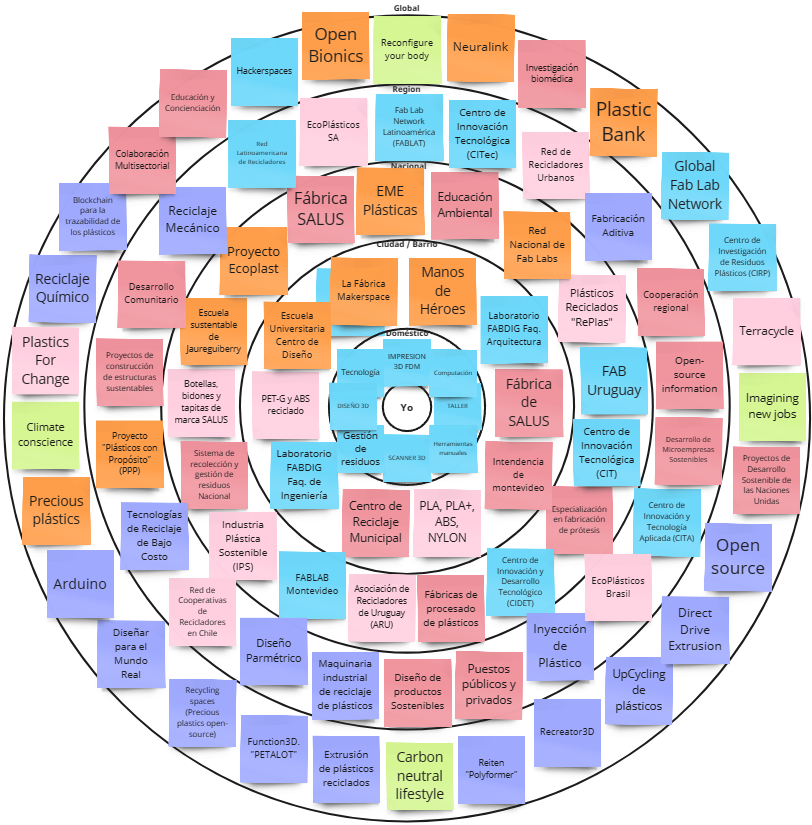 Global
Open
Bionics
Reconfigure
your body
Neuralink
Hackerspaces
Investigación
biomédica
Educación y
Concienciación
Región
Plastic
Bank
EcoPlásticos
SA
Fab Lab
Network
Latinoamérica
(FABLAT)
Centro de
Innovación
Tecnológica
(CITec)
Red
Latinoamericana
de Recicladores
Red de
Recicladores
Urbanos
Colaboración
Multisectorial
Nacional
Global
Fab Lab
Network
Fábrica
SALUS
EME
Plásticas
Educación
Ambiental
Blockchain
para la
trazabilidad de
los plásticos
Reciclaje
Mecánico
Fabricación
Aditiva
Red
Nacional de
Fab Labs
Proyecto
Ecoplast
Ciudad / Barrio
Centro de
Investigación
de Residuos
Plásticos (CIRP)
Reciclaje
Químico
Desarrollo
Comunitario
La Fábrica
Makerspace
Manos
de
Héroes
Plásticos
Reciclados
"RePlas"
Cooperación
regional
Escuela
sustentable
de
Jaureguiberry
Escuela
Universitaria
Centro de
Diseño
Laboratorio
FABDIG Faq.
Arquitectura
Terracycle
Doméstico
Plastics
For
Change
Proyectos de
construcción
de estructuras
sustentables
IMPRESION
3D FDM
Tecnología
Computación
FAB
Uruguay
Open-
source
information
Botellas,
bidones y
tapitas de
marca SALUS
PET-G y ABS
reciclado
DISEÑO 3D
Yo
TALLER
Fábrica
de
SALUS
Imagining
new jobs
Climate
conscience
Proyecto
"Plásticos con
Propósito"
(PPP)
Gestión
de
residuos
SCANNER 3D
Herramientas
manuales
Centro de
Innovación
Tecnológica
(CIT)
Desarrollo de
Microempresas
Sostenibles
Sistema de
recolección y
gestión de
residuos
Nacional
Laboratorio
FABDIG
Faq. de
Ingeniería
Intendencia
de
montevideo
Proyectos de
Desarrollo
Sostenible de
las Naciones
Unidas
Precious
plásticos
Tecnologías
de Reciclaje
de Bajo
Costo
Industria
Plástica
Sostenible
(IPS)
Centro de
Reciclaje
Municipal
PLA, PLA+,
ABS,
NYLON
Especialización
en fabricación
de prótesis
Centro de
Innovación y
Tecnología
Aplicada (CITA)
Open
source
Arduino
FABLAB
Montevideo
Asociación de
Recicladores
de Uruguay
(ARU)
Fábricas de
procesado
de plásticos
Centro de
Innovación y
Desarrollo
Tecnológico
(CIDET)
EcoPlásticos
Brasil
Red de
Cooperativas
de
Recicladores
en Chile
Diseñar
para el
Mundo
Real
Diseño
Parmétrico
Inyección
de
Plástico
Direct
Drive
Extrusion
Maquinaria
industrial
de reciclaje
de plásticos
Diseño de
productos
Sostenibles
Puestos
públicos y
privados
UpCycling
de
plásticos
Recycling
spaces
(Precious
plastics open-
source)
Function3D.
"PETALOT"
Extrusión
de plásticos
reciclados
Carbon
neutral
lifestyle
Reiten
"Polyformer"
Recreator3D